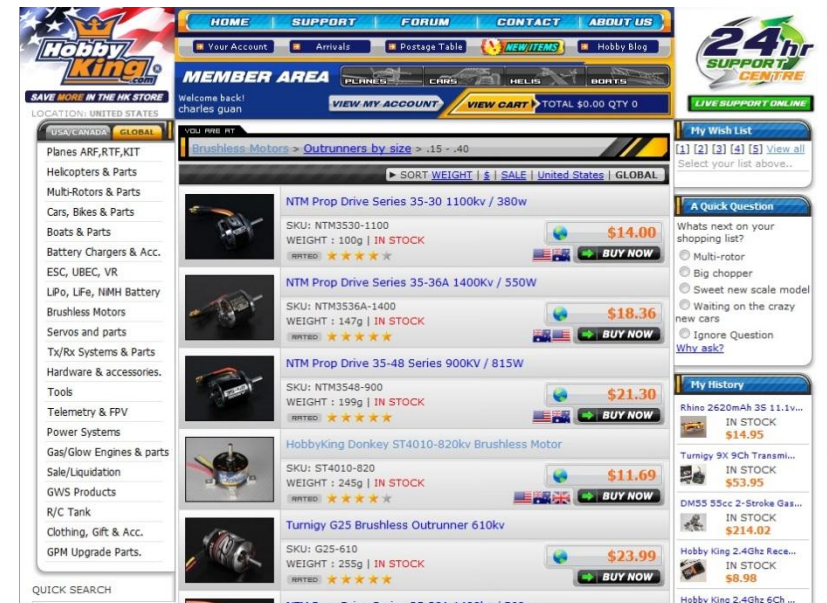 HOME SUPPORT FORUM CONTACT ABOUT US
Your Account Arrivals Postage Table NEW ITEMS Hobby Blog
Hobby
King
.com
SAVE MORE IN THE HK STORE
LOCATION: UNITED STATES
MEMBER AREA PLANES CARS HELIS BOATS
Welcome back!
charles guan
VIEW MY ACCOUNT VIEW CART TOTAL $0.00 QTY 0
24hr
SUPPORT
CENTRE
LIVE SUPPORT ONLINE
USA/CANADA GLOBAL
Planes ARF,RTF,KIT
Helicopters & Parts
Multi-Rotors & Parts
Cars, Bikes & Parts
Boats & Parts
Battery Chargers & Acc.
ESC, UBEC, VR
LiPo, LiFe, NiMH Battery
Brushless Motors
Servos and parts
Tx/Rx Systems & Parts
Hardware & accessories.
Tools
Telemetry & FPV
Power Systems
Gas/Glow Engines & parts
Sale/Liquidation
GWS Products
R/C Tank
Clothing, Gift & Acc.
GPM Upgrade Parts.
QUICK SEARCH
YOU ARE AT
Brushless Motors > Outrunners by size > .15 - .40
SORT WEIGHT | $ | SALE | United States | GLOBAL
NTM Prop Drive Series 35-30 1100kv / 380w
SKU: NTM3530-1100
WEIGHT : 100g | IN STOCK
RATED
$14.00
BUY NOW
NTM Prop Drive Series 35-36A 1400Kv / 550W
SKU: NTM3536A-1400
WEIGHT : 147g | IN STOCK
RATED
$18.36
BUY NOW
NTM Prop Drive 35-48 Series 900KV / 815W
SKU: NTM3548-900
WEIGHT : 199g | IN STOCK
RATED
$21.30
BUY NOW
HobbyKing Donkey ST4010-820kv Brushless Motor
SKU: ST4010-820
WEIGHT : 245g | IN STOCK
RATED
$11.69
BUY NOW
Turnigy G25 Brushless Outrunner 610kv
SKU: G25-610
WEIGHT : 255g | IN STOCK
RATED
$23.99
BUY NOW
My Wish List
[1] [2] [3] [4] [5] View all
Select your list above..
A Quick Question
Whats next on your
shopping list?
Multi-rotor
Big chopper
Sweet new scale model
Waiting on the crazy
new cars
Ignore Question
Why ask?
My History
Rhino 2620mAh 3S 11.1v...
IN STOCK
$14.95
Turnigy 9X 9Ch Transmi...
IN STOCK
$53.95
DM55 55cc 2-Stroke Gas...
IN STOCK
$214.02
Hobby King 2.4Ghz Rece...
IN STOCK
$8.98
Hobby King 2.4Ghz 6Ch ...